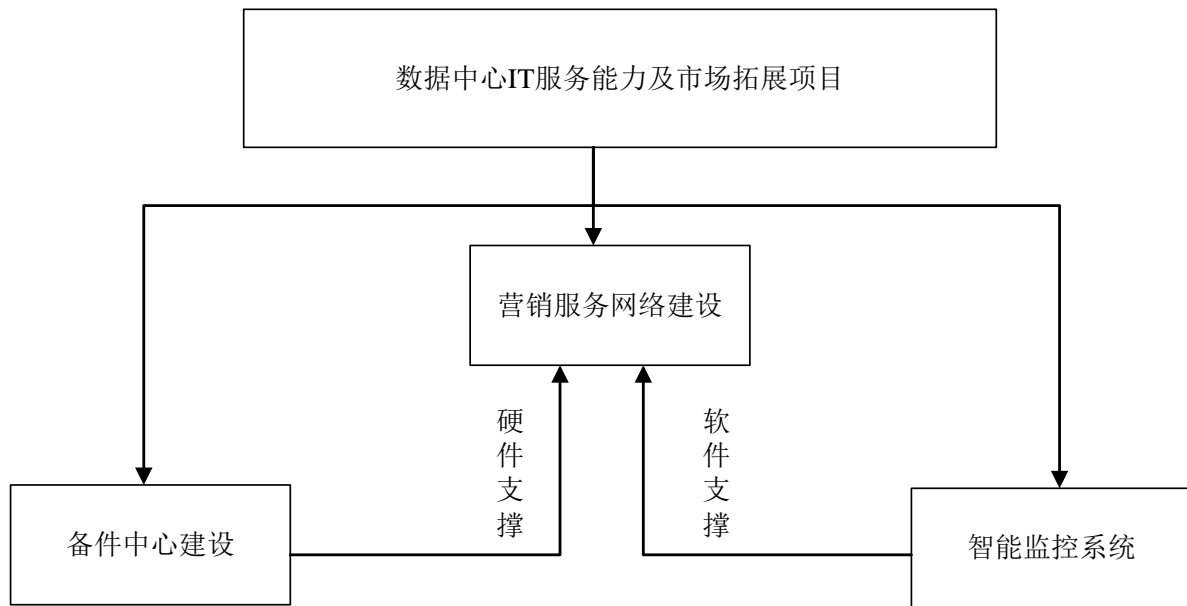 数据中心IT服务能力及市场拓展项目
营销服务网络建设
硬件支撑
软件支撑
备件中心建设
智能监控系统